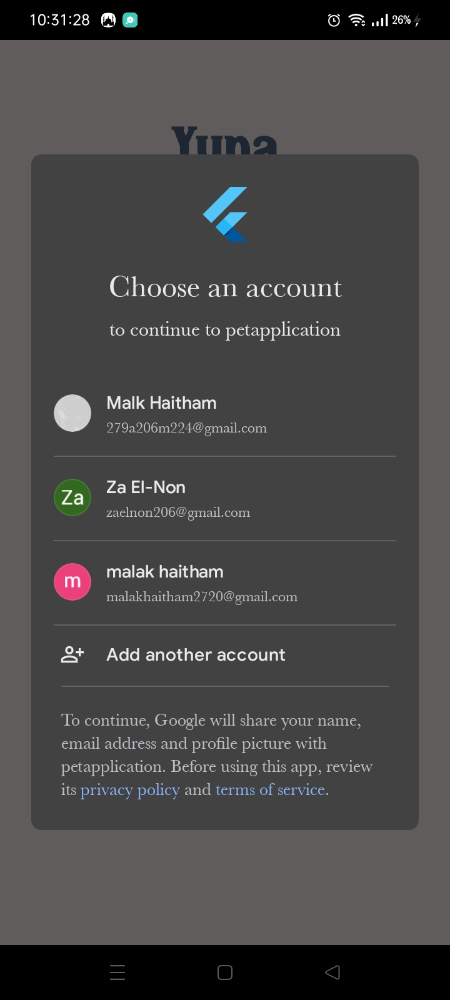 10:31:28
26%
Choose an account
to continue to petapplication
Malk Haitham
279a206m224@gmail.com
Za
Za El-Non
zaelnon206@gmail.com
m
malak haitham
malakhaitham2720@gmail.com
Add another account
To continue, Google will share your name,
email address and profile picture with
petapplication. Before using this app, review
its privacy policy and terms of service.